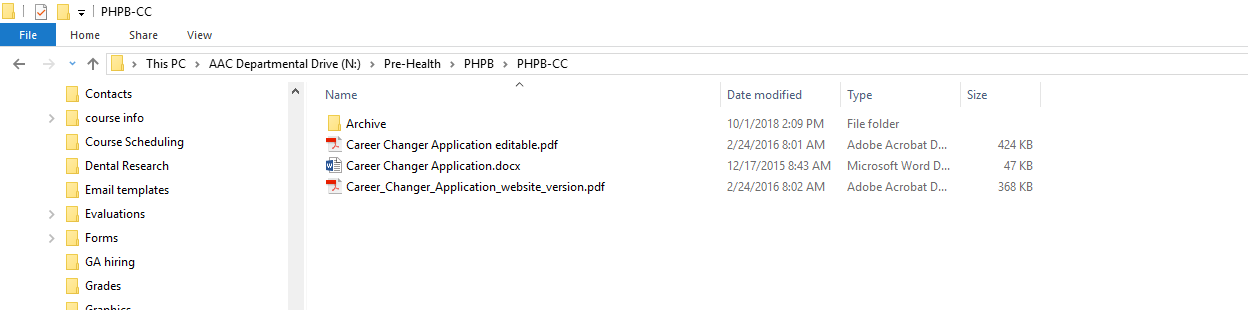 PHPB-CC
File Home Share View
This PC > AAC Departmental Drive (N:) > Pre-Health > PHPB > PHPB-CC
Contacts
course info
Course Scheduling
Dental Research
Email templates
Evaluations
Forms
GA hiring
Grades
Graphics
Name Date modified Type Size
Archive 10/1/2018 2:09 PM File folder
Career Changer Application editable.pdf 2/24/2016 8:01 AM Adobe Acrobat D... 424 KB
Career Changer Application.docx 12/17/2015 8:43 AM Microsoft Word D... 47 KB
Career_Changer_Application_website_version.pdf 2/24/2016 8:02 AM Adobe Acrobat D... 368 KB